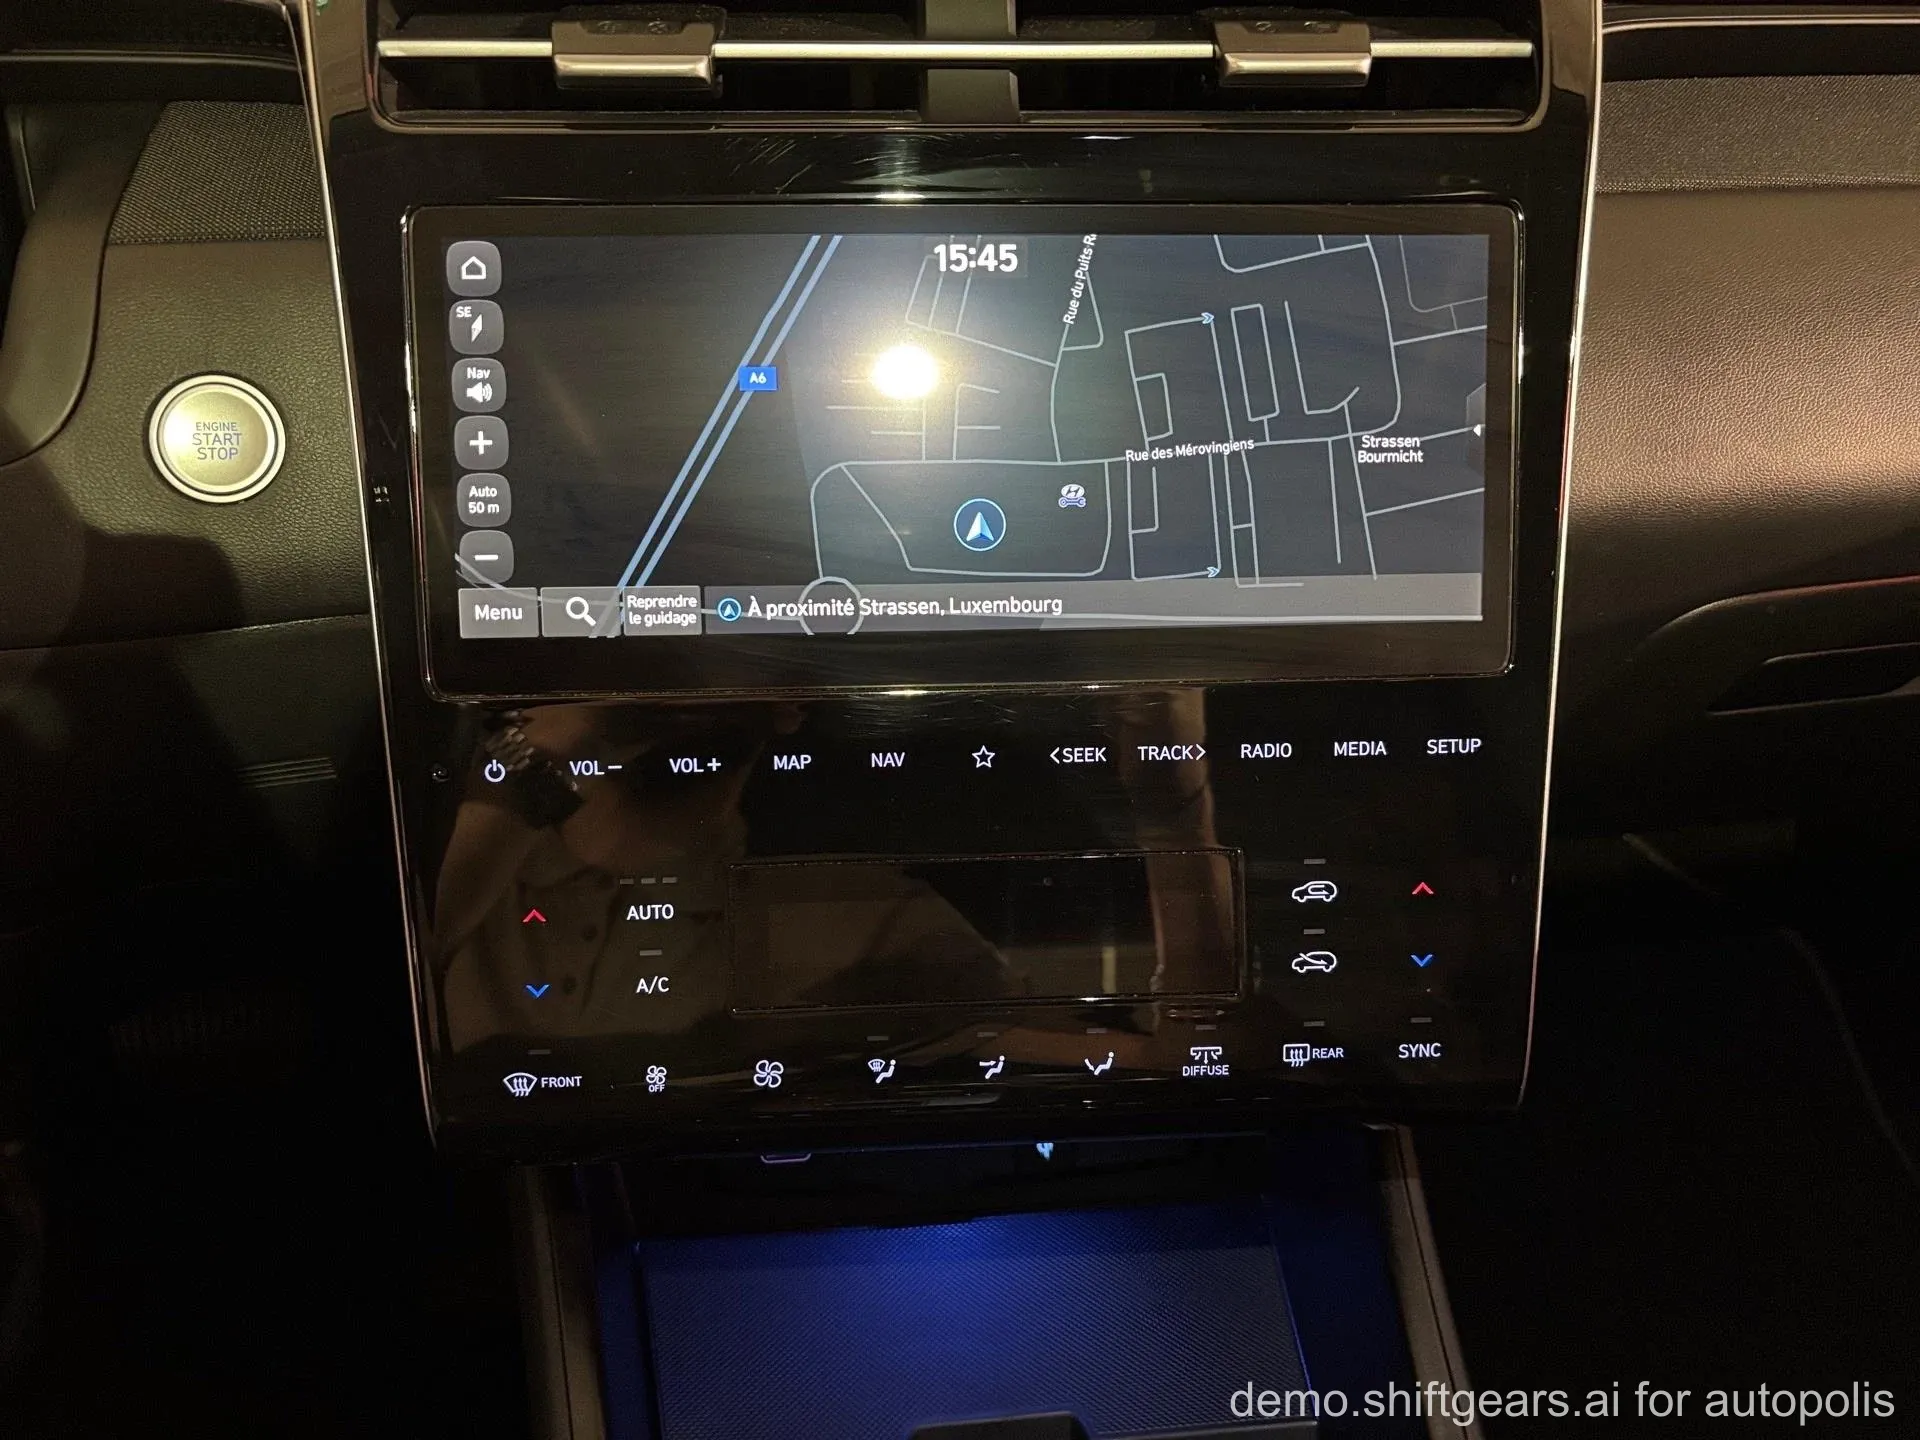 15:45
SE
Nav
Auto
50 m
A6
Rue du Puits R
Rue des Mérovingiens
Strassen
Bourmicht
Menu
Reprendre
le guidage
À proximité Strassen, Luxembourg
ENGINE
START
STOP
VOL−
VOL+
MAP
NAV
<SEEK
TRACK>
RADIO
MEDIA
SETUP
AUTO
A/C
FRONT
OFF
DIFFUSE
REAR
SYNC
demo.shiftgears.ai for autopolis